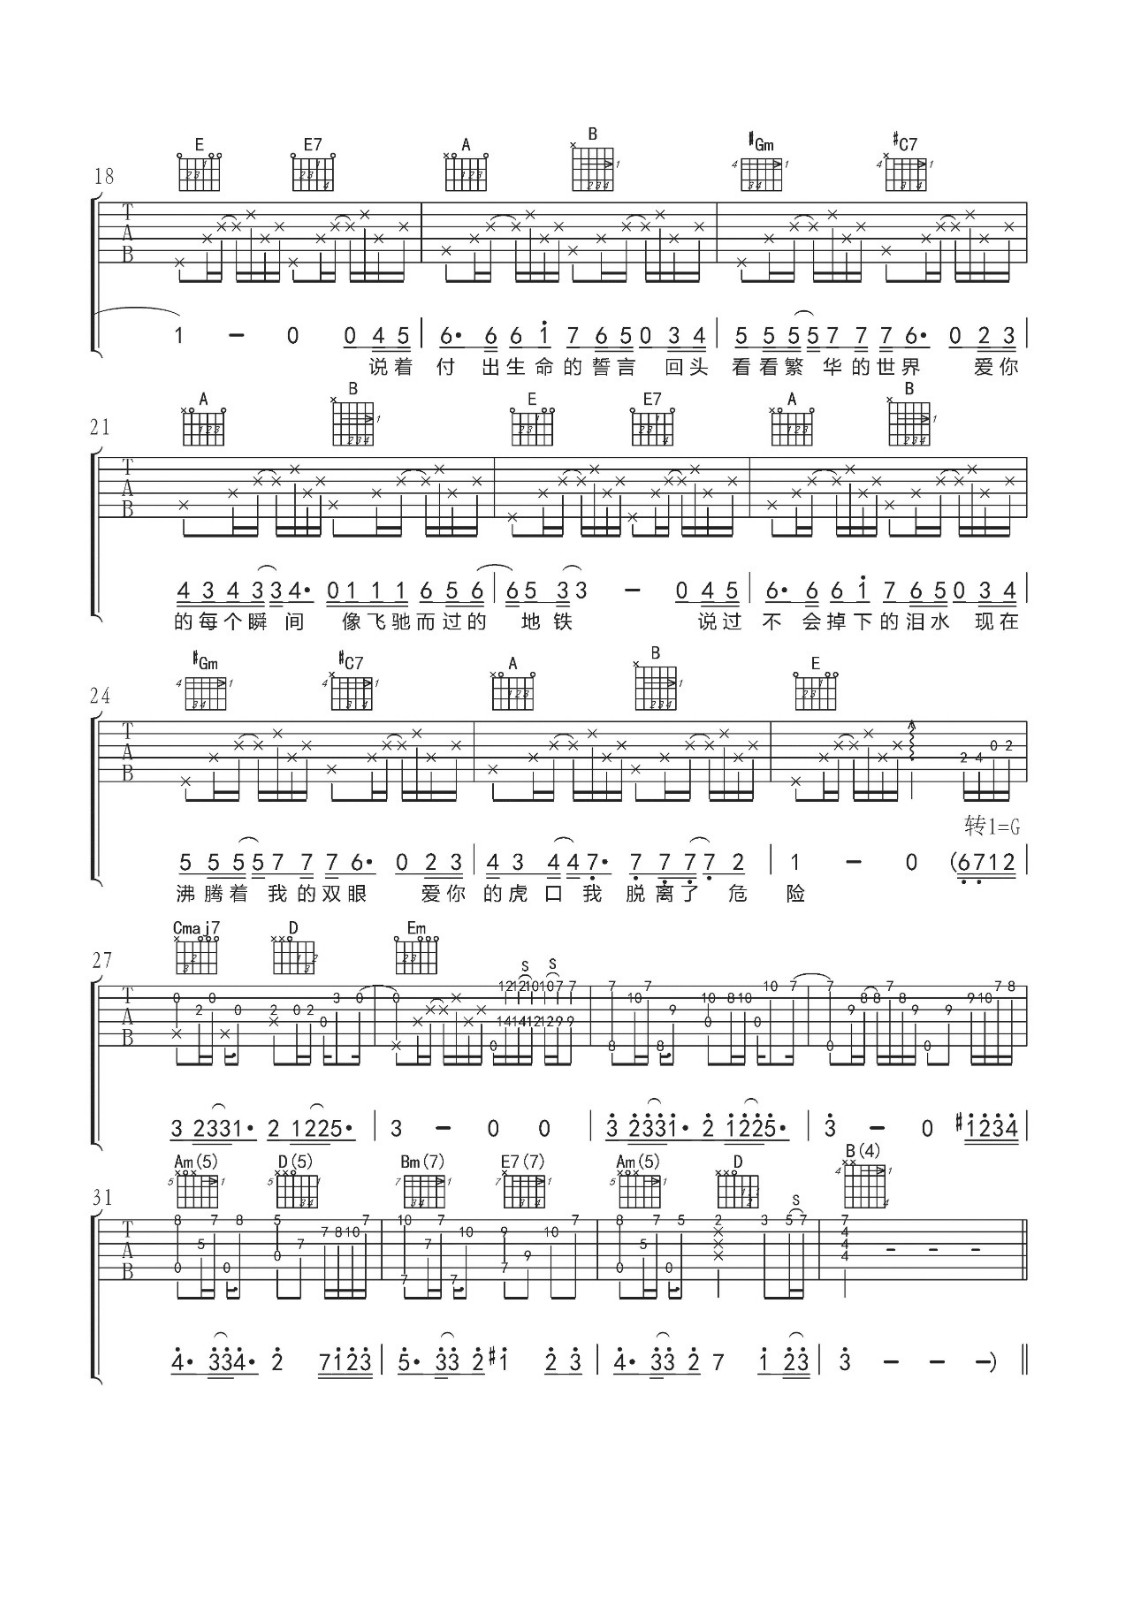 E E7 A B #Gm #C7
18
T A B
1 - 0 0 4 5 | 6· 6 6 1 7 6 5 0 3 4 | 5 5 5 5 7 7 7 6· 0 2 3 |
说着 付 出生命的誓言 回头 看看繁 华的世界 爱你
A B E E7 A B
21
T A B
4 3 4 3 3 4· 0 1 1 1 6 5 6 | 6 5 3 3 - 0 4 5 | 6· 6 6 1 7 6 5 0 3 4 |
的每个瞬 间 像飞驰而过的 地铁 说过 不 会掉下的泪水 现在
#Gm #C7 A B E
24
T A B
2 4 0 2
转1=G
5 5 5 5 7 7 7 6· 0 2 3 | 4 3 4 4 7· 7 7 7 7 2 | 1 - 0 (6 7 1 2 |
沸腾着 我的双眼 爱你 的虎口我 脱离了 危 险
Cmaj7 D Em
27
S S
T A B
3 2 3 3 1· 2 1 2 2 5· | 3 - 0 0 | 3 2 3 3 1· 2 1 2 2 5· | 3 - 0 #1 2 3 4 |
Am(5) D(5) Bm(7) E7(7) Am(5) D B(4)
31
S
T A B
4· 3 3 4· 2 7 1 2 3 | 5· 3 3 2 #1 2 3 | 4· 3 3 2 7 1 2 3 | 3 - - -) ||